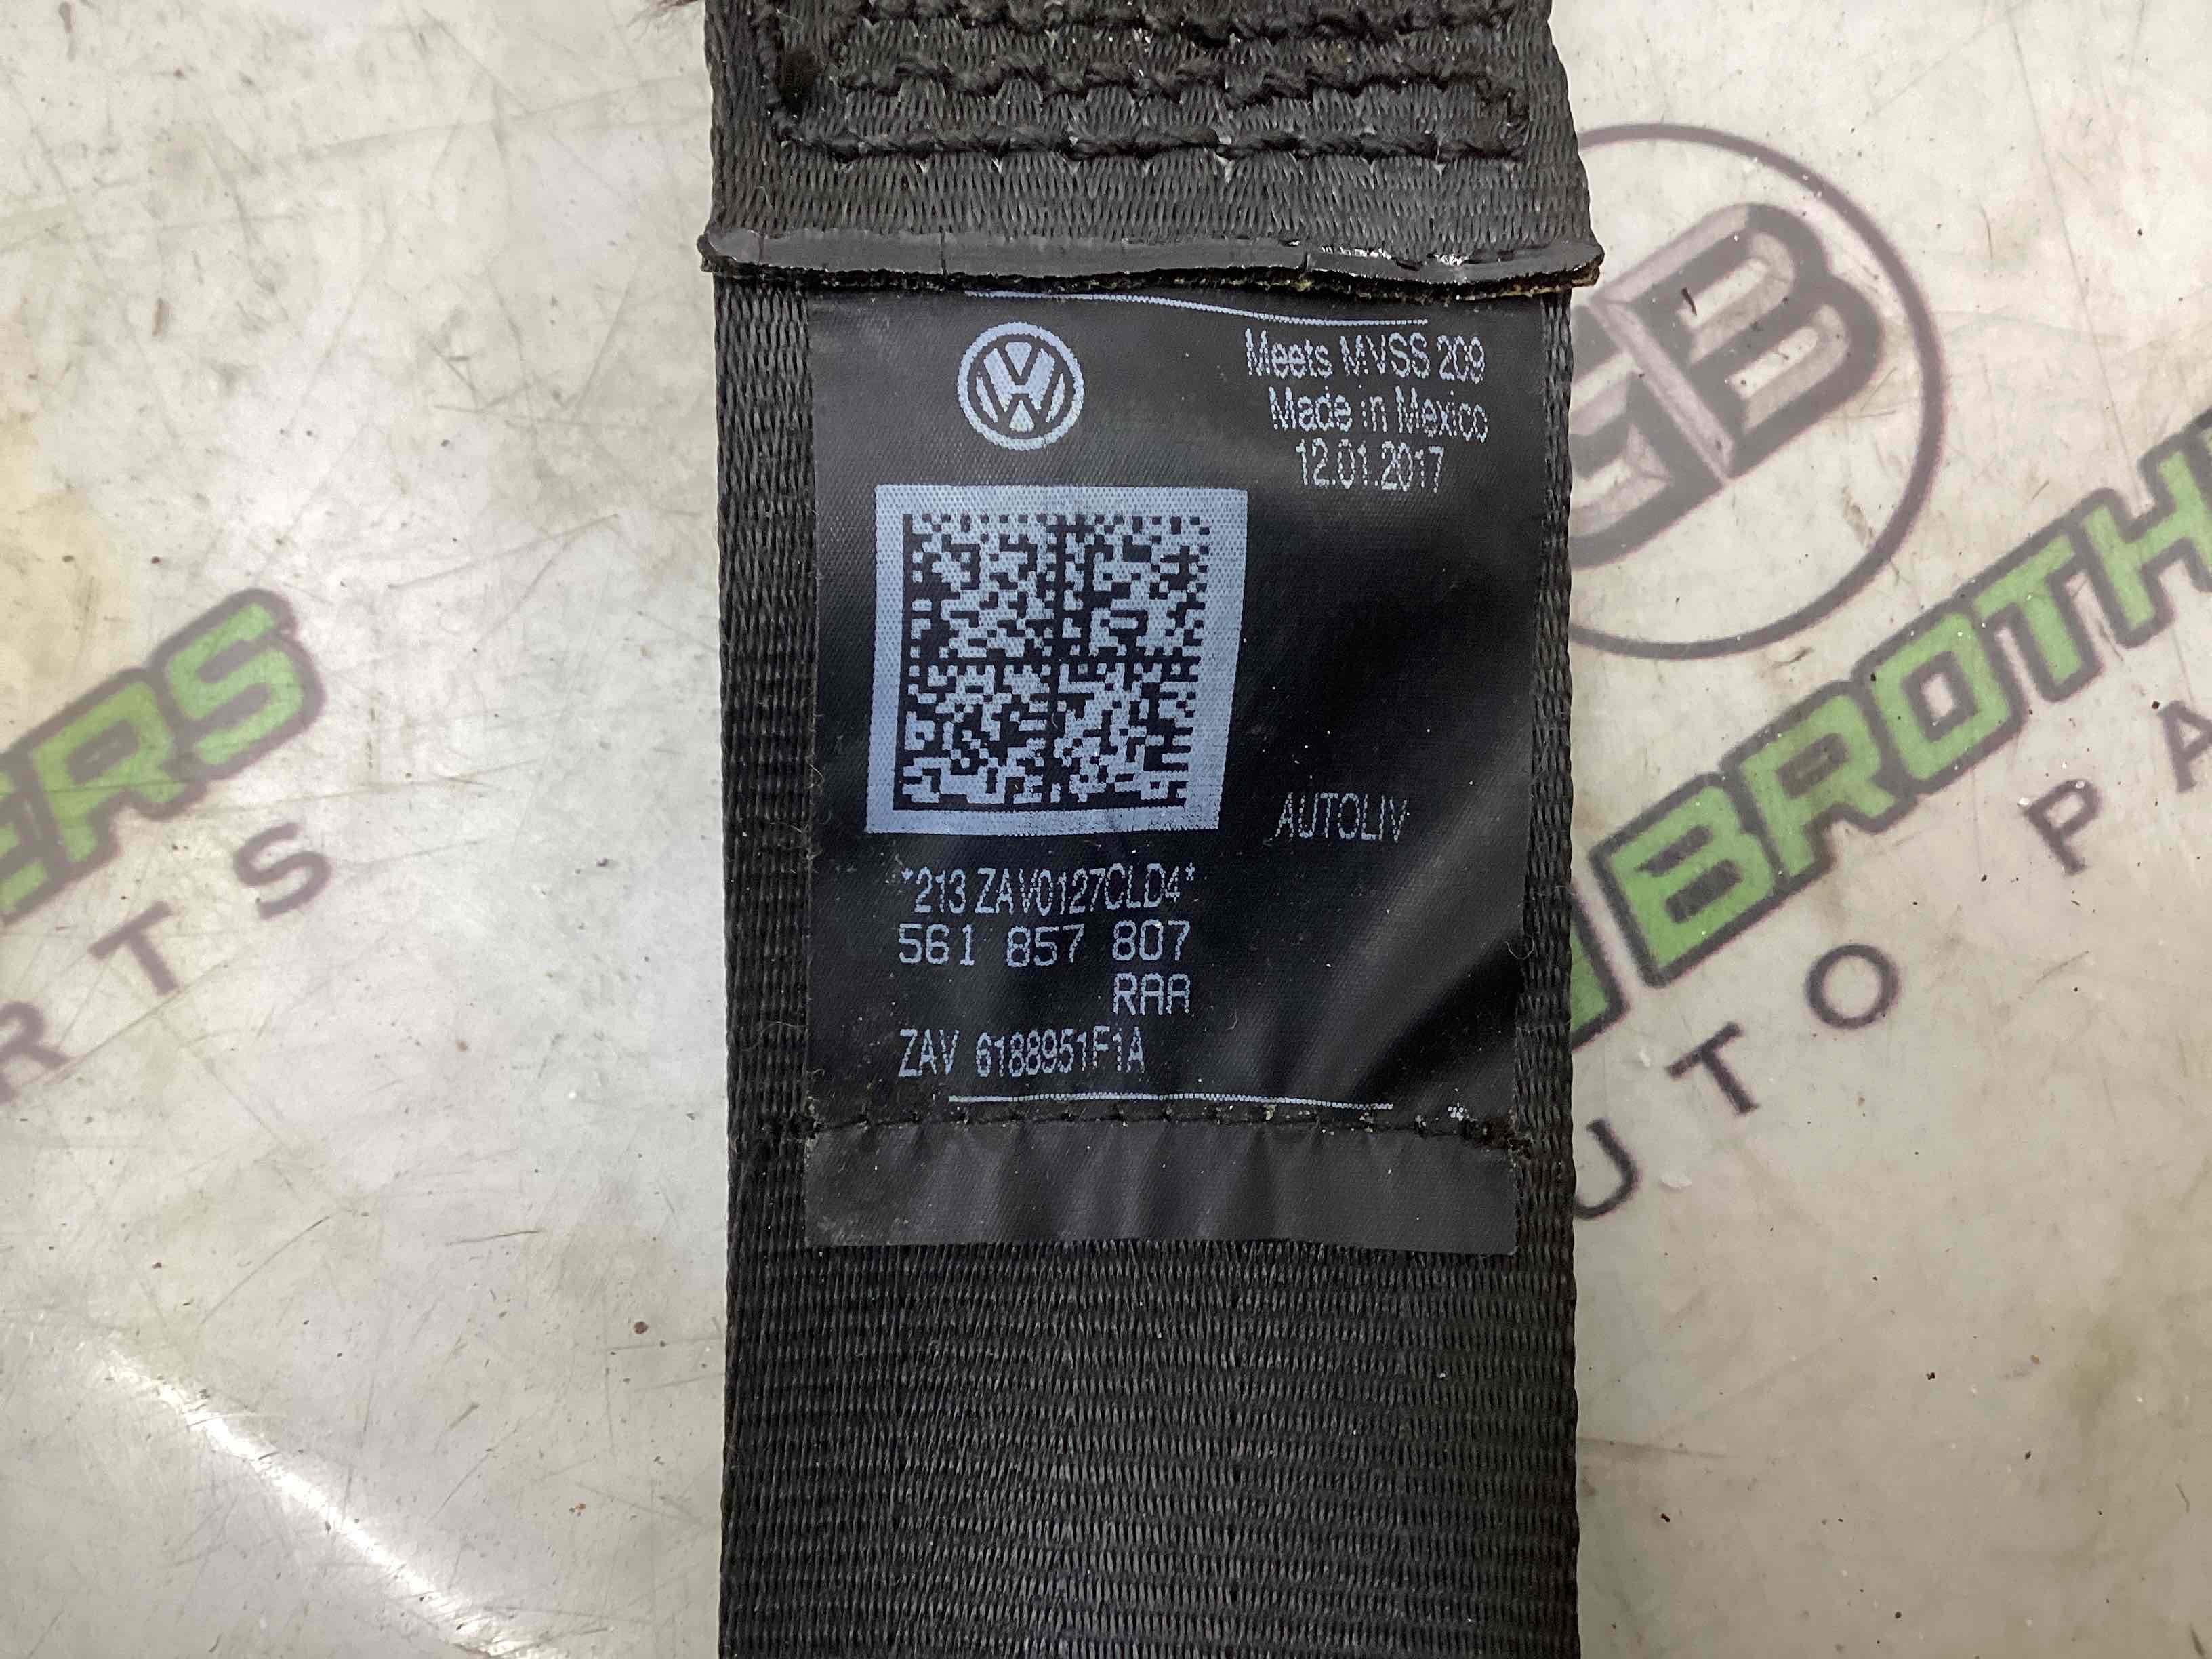 Meets MVSS 209
Made in Mexico
12.01.2017
AUTOLIV
*213 ZAV0127CLD4*
561 857 807
RAA
ZAV 6188951F1A